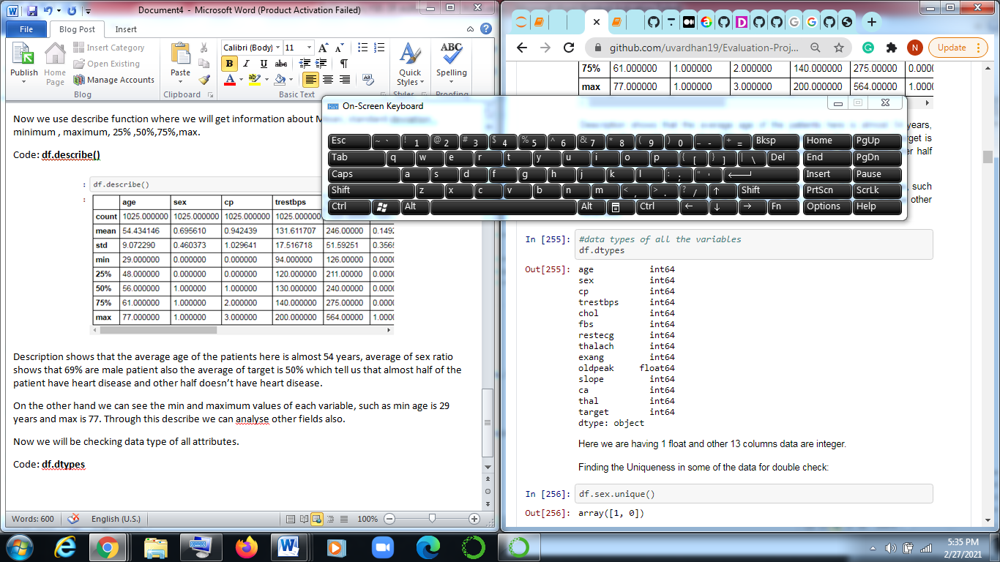 Document4 - Microsoft Word (Product Activation Failed)
File Blog Post Insert
Publish Home Page Insert Category Open Existing Manage Accounts
Blog
Paste
Clipboard
Calibri (Body) 11
B I U abc
Basic Text
Quick Styles
Styles
ABC Spelling
Proofing
Now we use describe function where we will get information about
minimum , maximum, 25% ,50%,75%,max.
Code: df.describe()
: df.describe()
:
age sex cp trestbps
count 1025.000000 1025.000000 1025.000000 1025.000000
mean 54.434146 0.695610 0.942439 131.611707 246.00000 0.149
std 9.072290 0.460373 1.029641 17.516718 51.59251 0.356
min 29.000000 0.000000 0.000000 94.000000 126.00000 0.000
25% 48.000000 0.000000 0.000000 120.000000 211.00000 0.000
50% 56.000000 1.000000 1.000000 130.000000 240.00000 0.000
75% 61.000000 1.000000 2.000000 140.000000 275.00000 0.000
max 77.000000 1.000000 3.000000 200.000000 564.00000 1.000
Description shows that the average age of the patients here is almost 54 years, average of sex ratio
shows that 69% are male patient also the average of target is 50% which tell us that almost half of the
patient have heart disease and other half doesn’t have heart disease.
On the other hand we can see the min and maximum values of each variable, such as min age is 29
years and max is 77. Through this describe we can analyse other fields also.
Now we will be checking data type of all attributes.
Code: df.dtypes
Words: 600 English (U.S.) 100%
github.com/uvardhan19/Evaluation-Proj... N Update
75% 61.000000 1.000000 2.000000 140.000000 275.00000 0.000
max 77.000000 1.000000 3.000000 200.000000 564.00000 1.000
years,
rget is
r half
, such
other
On-Screen Keyboard
Esc ~ ` ! 1 @ 2 # 3 $ 4 % 5 ^ 6 & 7 * 8 ( 9 ) 0 _ - + = Bksp Home PgUp
Tab q w e r t y u i o p { [ } ] | \ Del End PgDn
Caps a s d f g h j k l : ; " ' Insert Pause
Shift z x c v b n m < , > . ? / ↑ Shift PrtScn ScrLk
Ctrl Alt Alt Ctrl ← ↓ → Fn Options Help
In [255]: #data types of all the variables
df.dtypes
Out[255]: age int64
sex int64
cp int64
trestbps int64
chol int64
fbs int64
restecg int64
thalach int64
exang int64
oldpeak float64
slope int64
ca int64
thal int64
target int64
dtype: object
Here we are having 1 float and other 13 columns data are integer.
Finding the Uniqueness in some of the data for double check:
In [256]: df.sex.unique()
Out[256]: array([1, 0])
5:35 PM
2/27/2021